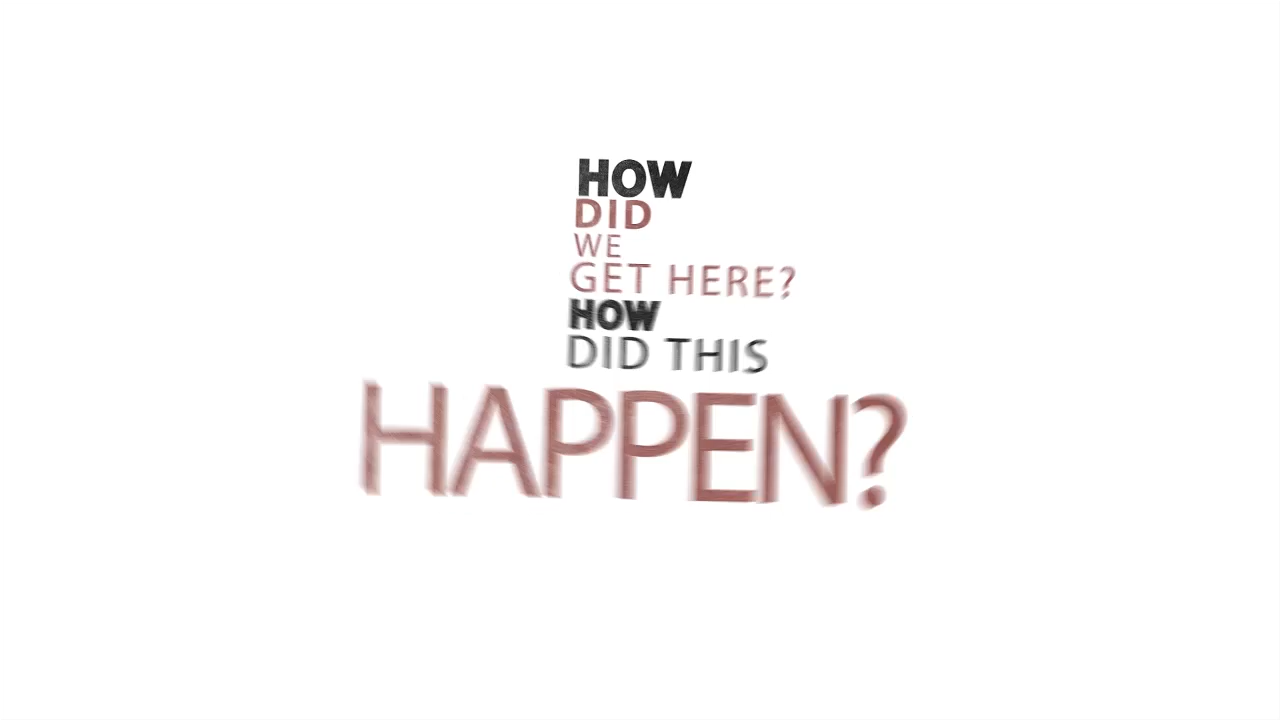 HOW
DID
WE
GET HERE?
HOW
DID THIS
HAPPEN?